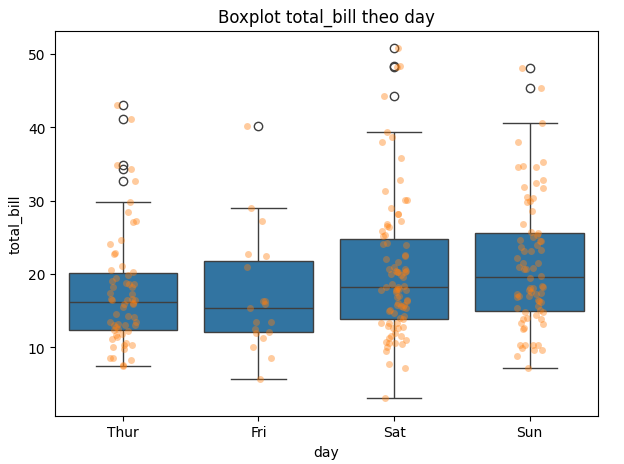 Boxplot total_bill theo day
50
40
30
20
10
total_bill
Thur Fri Sat Sun
day